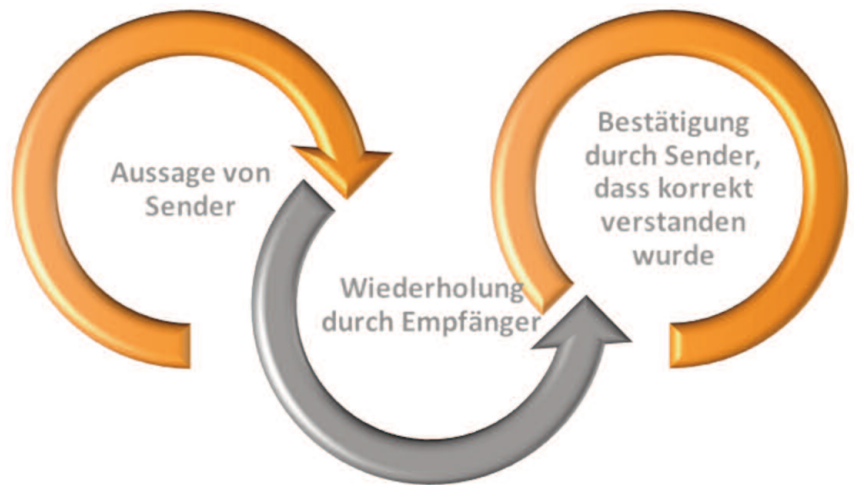 Aussage von
Sender
Wiederholung
durch Empfänger
Bestätigung
durch Sender,
dass korrekt
verstanden
wurde